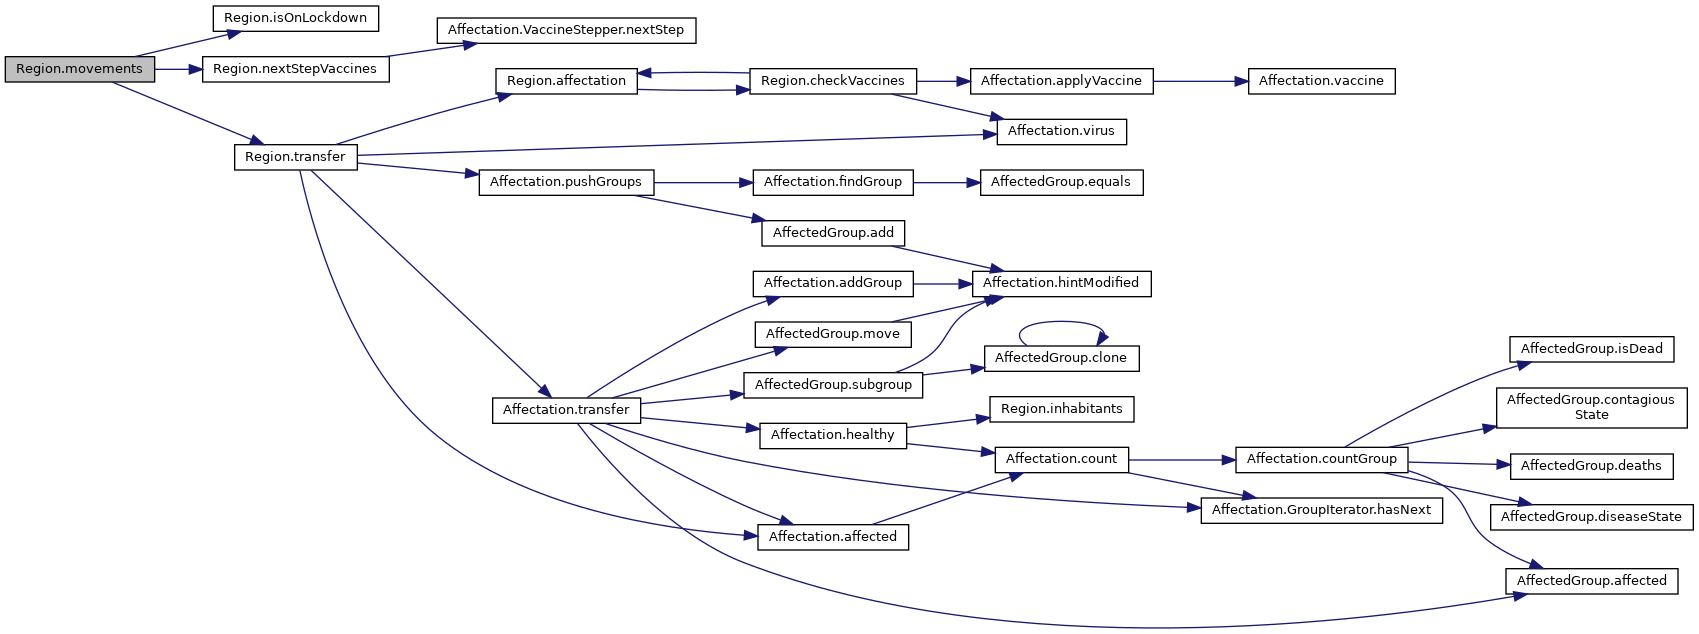 Region.isOnLockdown
Affectation.VaccineStepper.nextStep
Region.movements
Region.nextStepVaccines
Region.affectation
Region.checkVaccines
Affectation.applyVaccine
Affectation.vaccine
Affectation.virus
Region.transfer
Affectation.pushGroups
Affectation.findGroup
AffectedGroup.equals
AffectedGroup.add
Affectation.addGroup
Affectation.hintModified
AffectedGroup.move
AffectedGroup.clone
AffectedGroup.isDead
AffectedGroup.subgroup
AffectedGroup.contagious
State
Region.inhabitants
Affectation.transfer
Affectation.healthy
Affectation.count
Affectation.countGroup
AffectedGroup.deaths
Affectation.GroupIterator.hasNext
AffectedGroup.diseaseState
Affectation.affected
AffectedGroup.affected